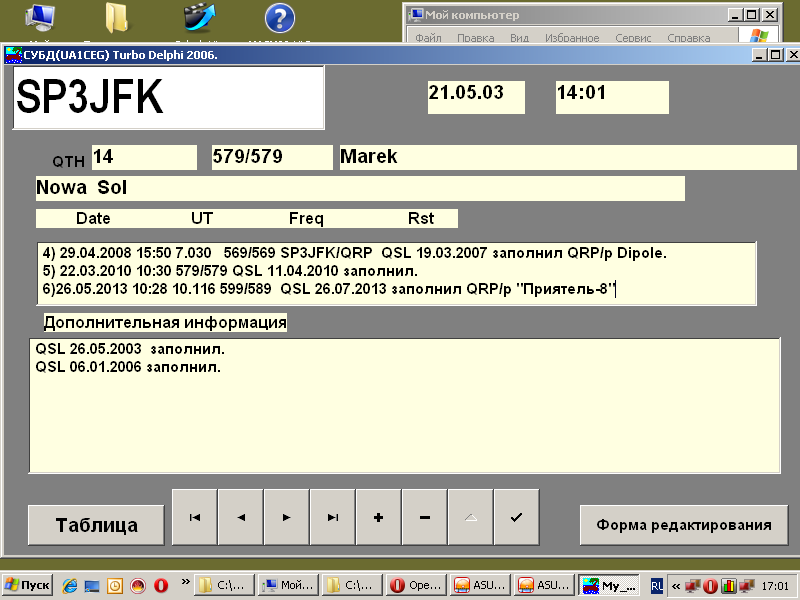 Мой компьютер
Файл Правка Вид Избранное Сервис Справка
СУБД(UA1CEG) Turbo Delphi 2006.
SP3JFK
21.05.03 14:01
QTH 14 579/579 Marek
Nowa Sol
Date UT Freq Rst
4) 29.04.2008 15:50 7.030 569/569 SP3JFK/QRP QSL 19.03.2007 заполнил QRP/p Dipole.
5) 22.03.2010 10:30 579/579 QSL 11.04.2010 заполнил.
6)26.05.2013 10:28 10.116 599/589 QSL 26.07.2013 заполнил QRP/p "Приятель-8"
Дополнительная информация
QSL 26.05.2003 заполнил.
QSL 06.01.2006 заполнил.
Таблица
Форма редактирования
Пуск » C:\... Мой... C:\... Ope... ASU... ASU... My_... RU « 17:01